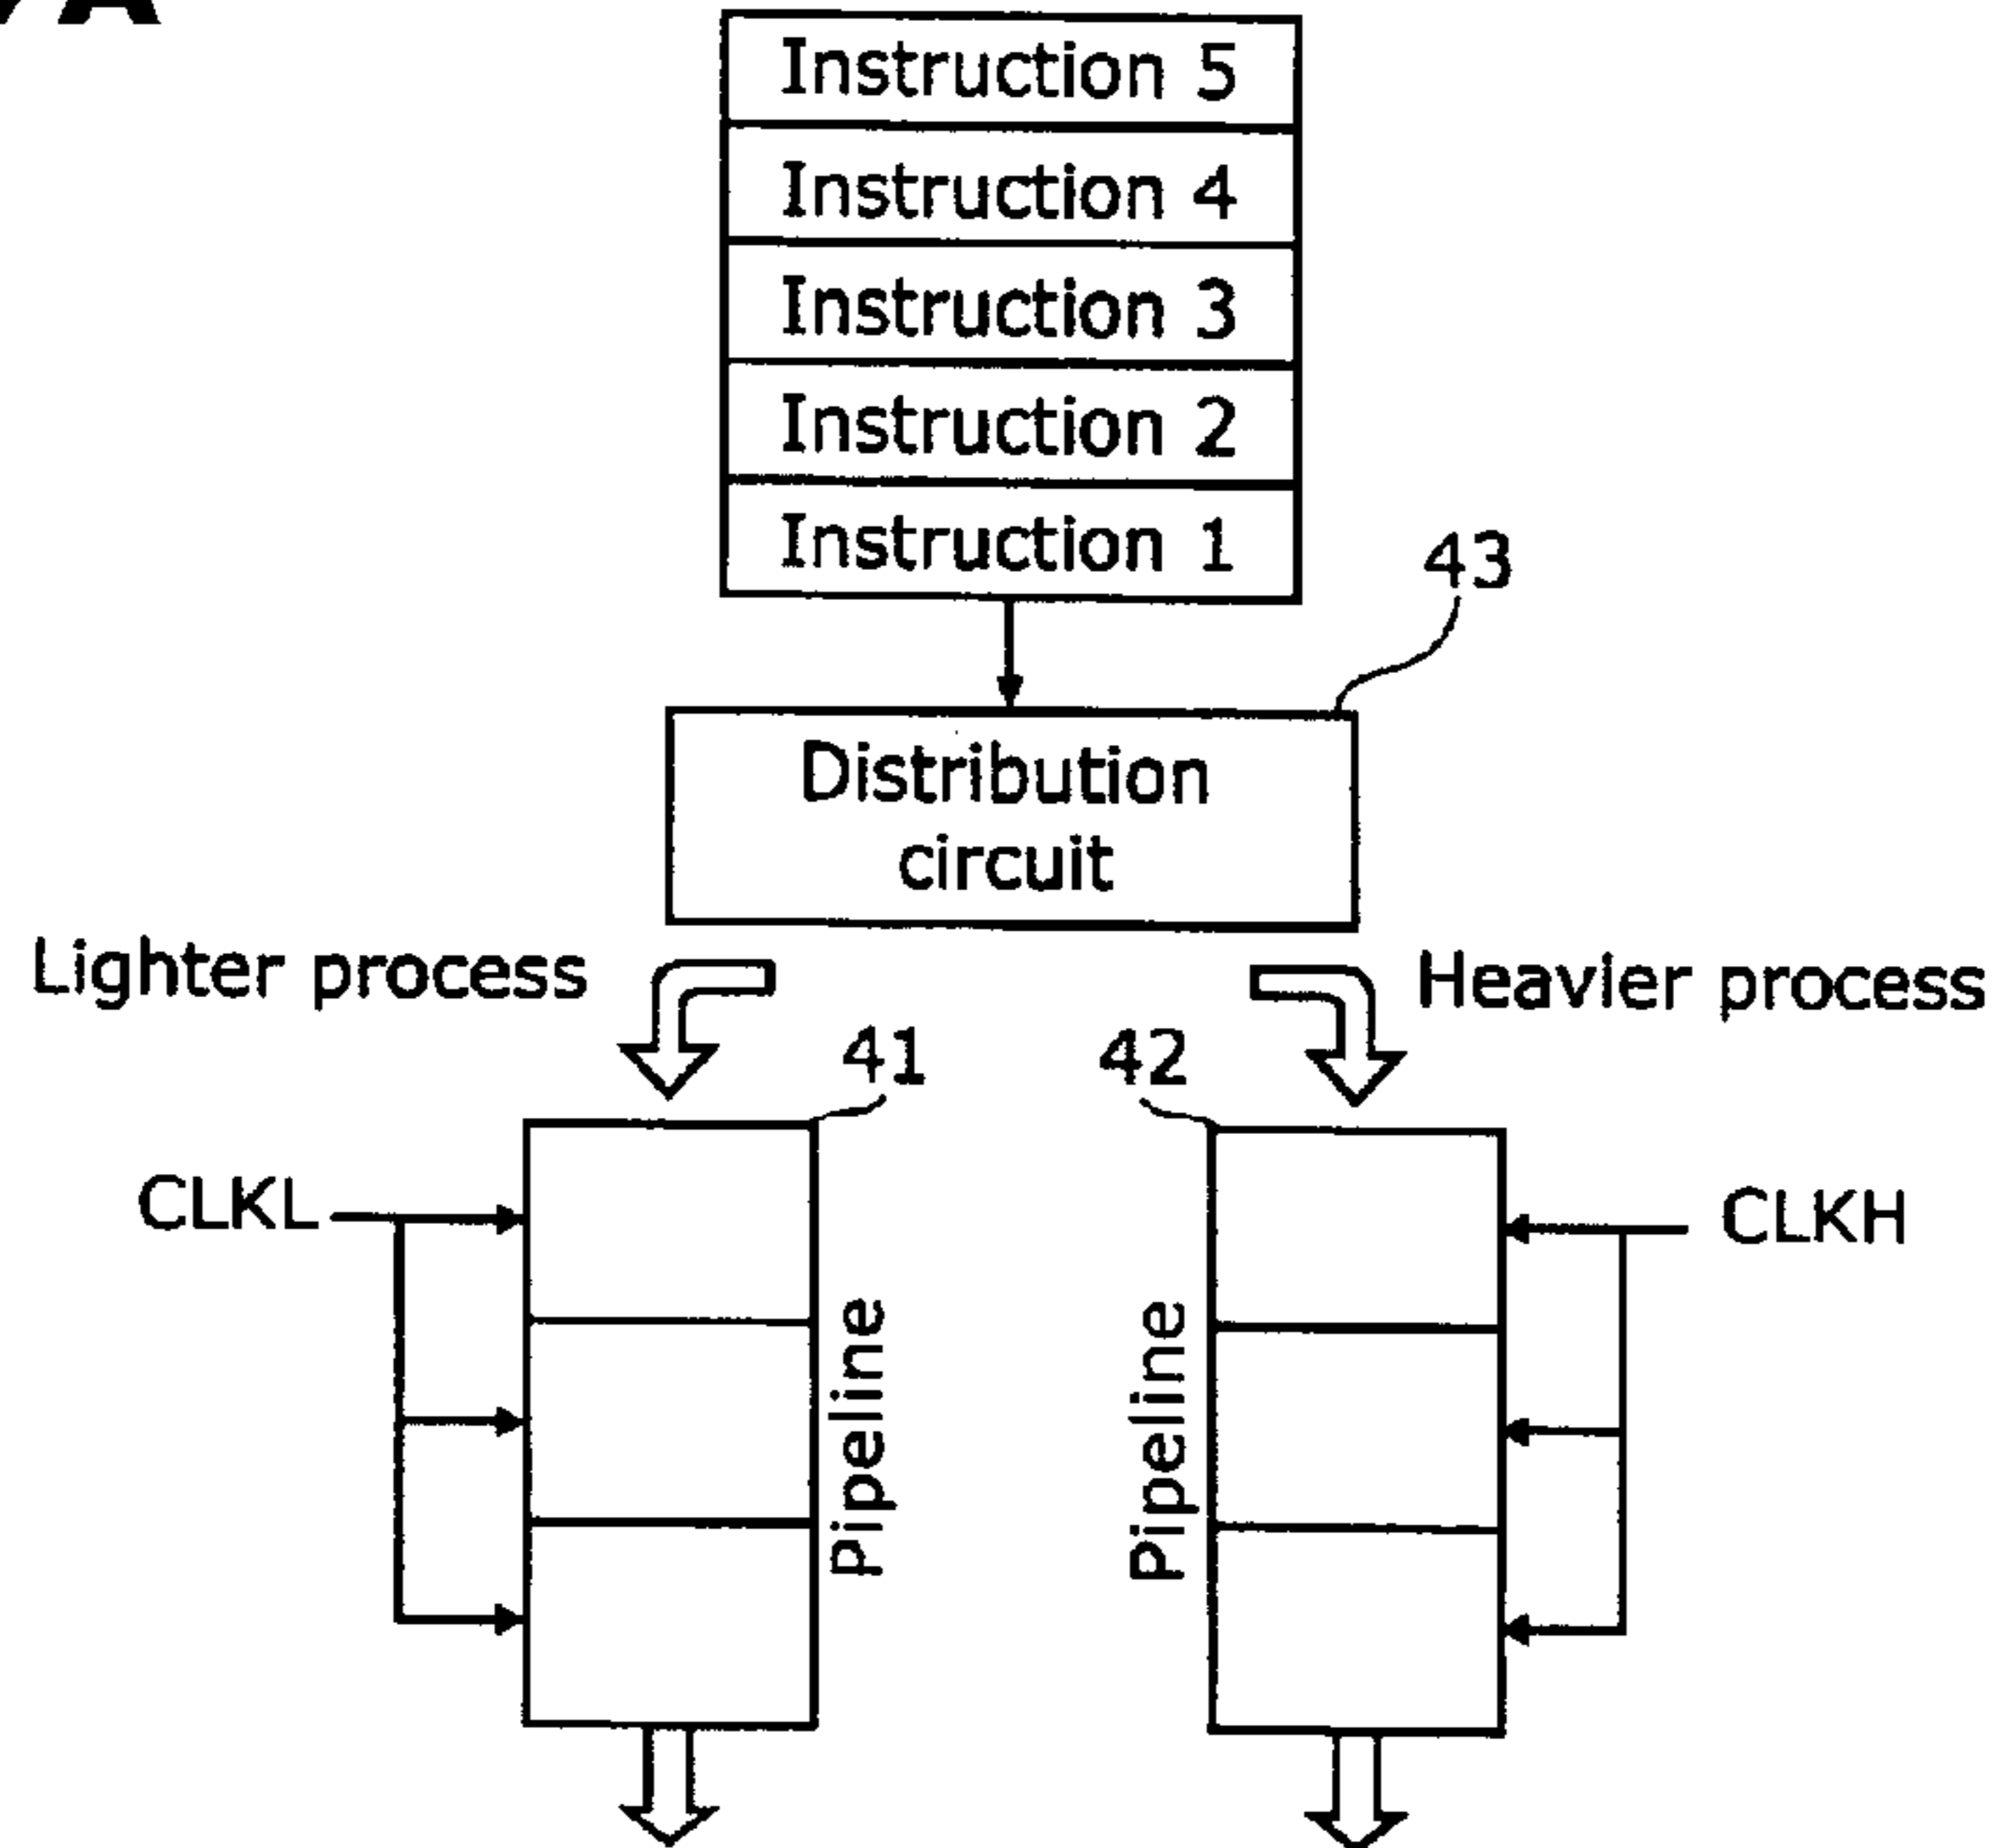 Instruction 5
Instruction 4
Instruction 3
Instruction 2
Instruction 1
43
Distribution
circuit
Lighter process
Heavier process
41
42
CLKL
CLKH
Pipeline
Pipeline